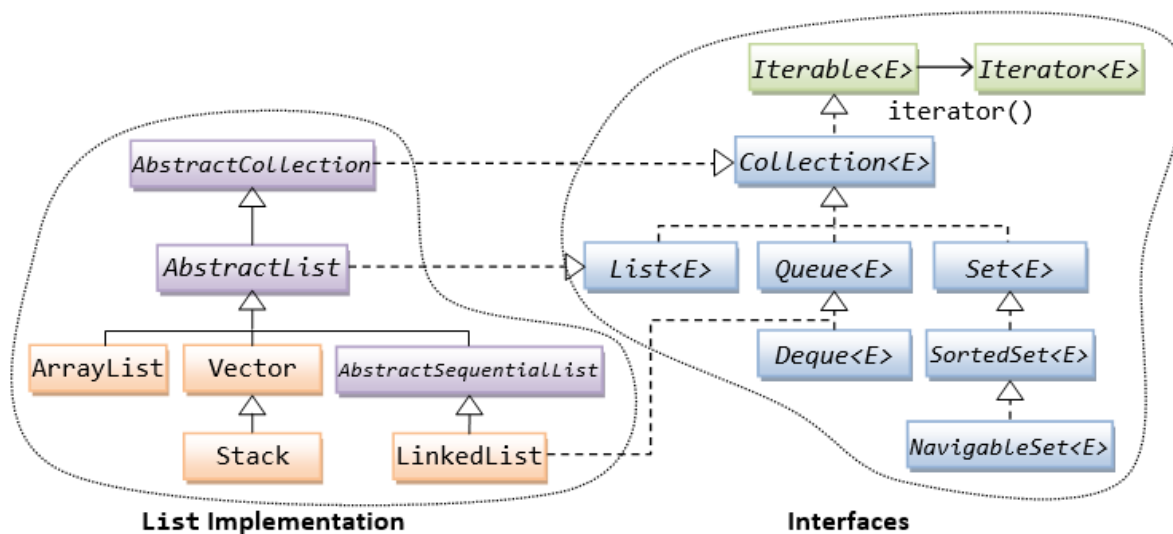 Iterable<E> Iterator<E>
iterator()
AbstractCollection Collection<E>
AbstractList List<E> Queue<E> Set<E>
ArrayList Vector AbstractSequentialList Deque<E> SortedSet<E>
Stack LinkedList NavigableSet<E>
List Implementation Interfaces